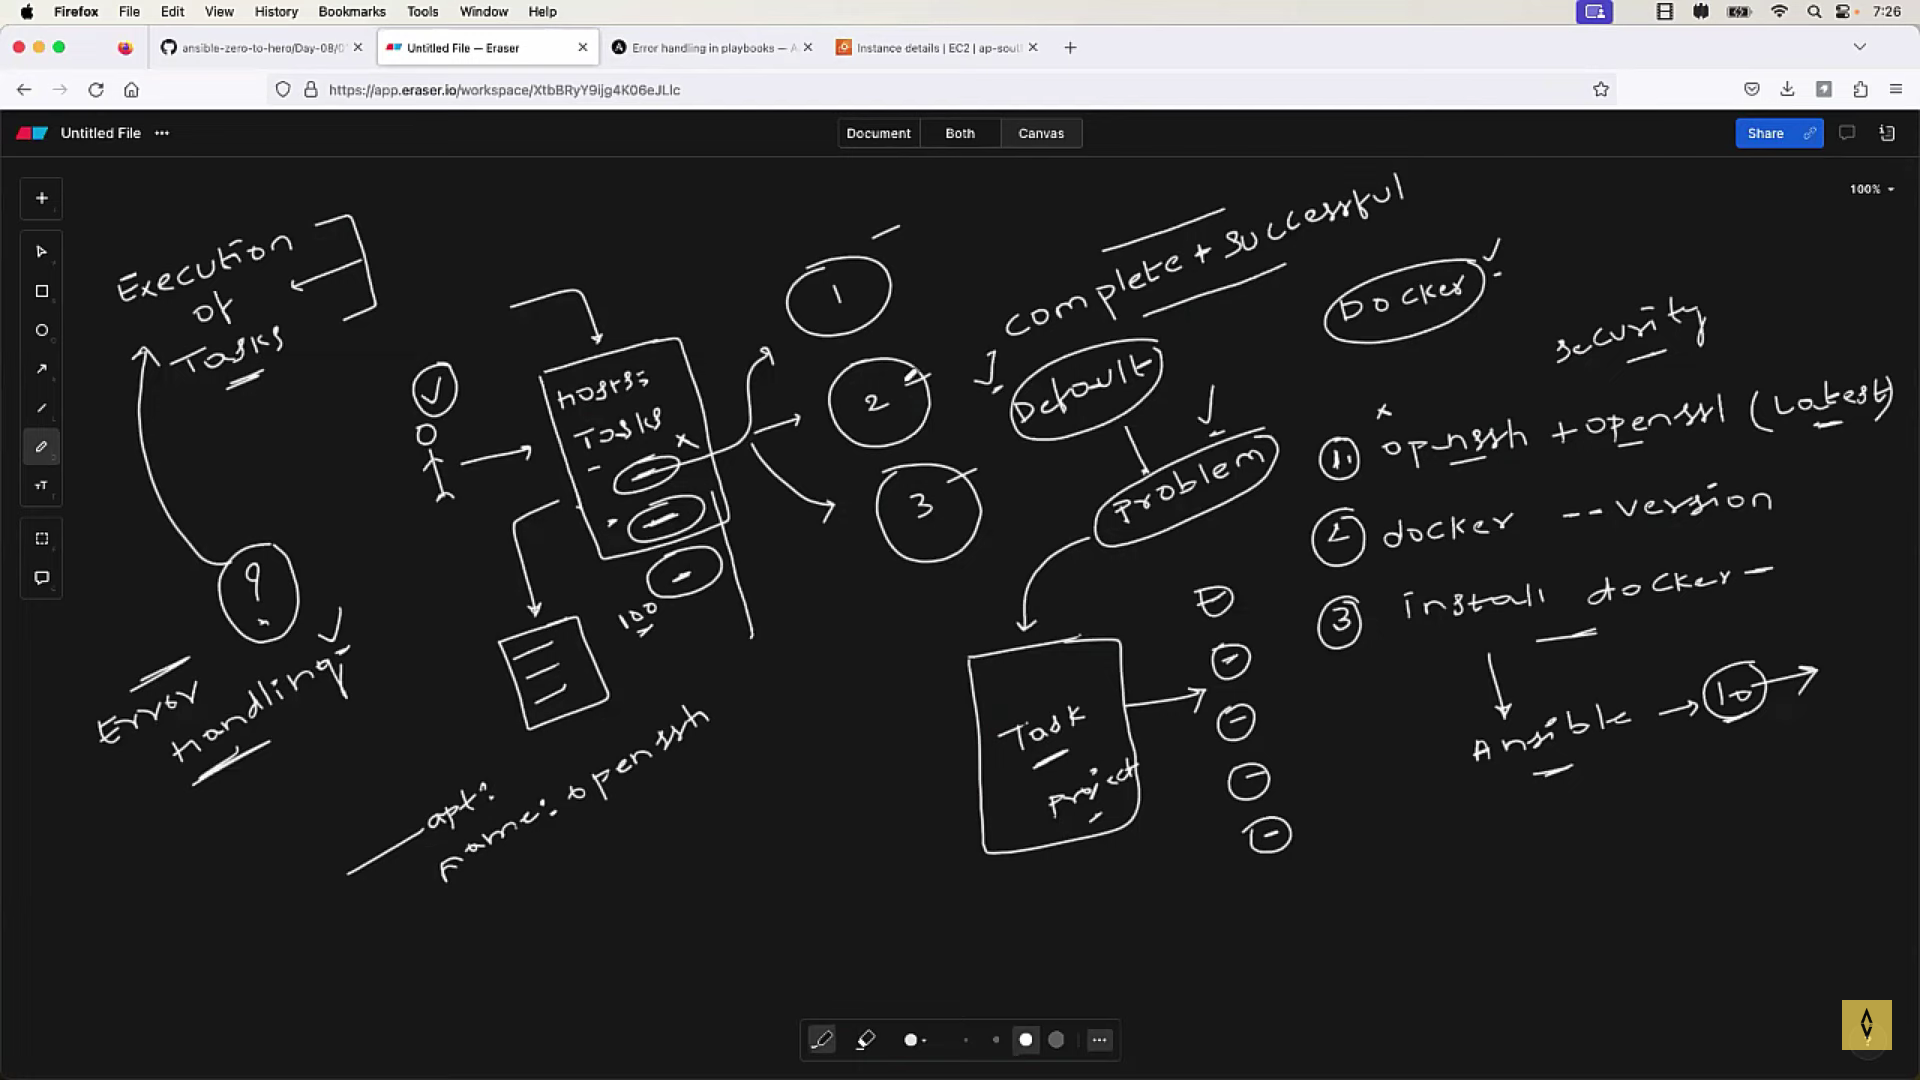 Firefox File Edit View History Bookmarks Tools Window Help 7:26
ansible-zero-to-hero/Day-08/0
Untitled File — Eraser
Error handling in playbooks — A
Instance details | EC2 | ap-sout
https://app.eraser.io/workspace/XtbBRyY9ijg4K06eJLlc
Untitled File
Document Both Canvas
Share
100%
Execution
of
Tasks
?
Error
handling
hosts:
Tasks
100
apt:
name: openssh
1
2
3
complete + successful
Default
Problem
Task
Project
Docker
security
1. openssh + openssl (Latest)
2 docker --version
3 install docker -
Ansible → 10 →